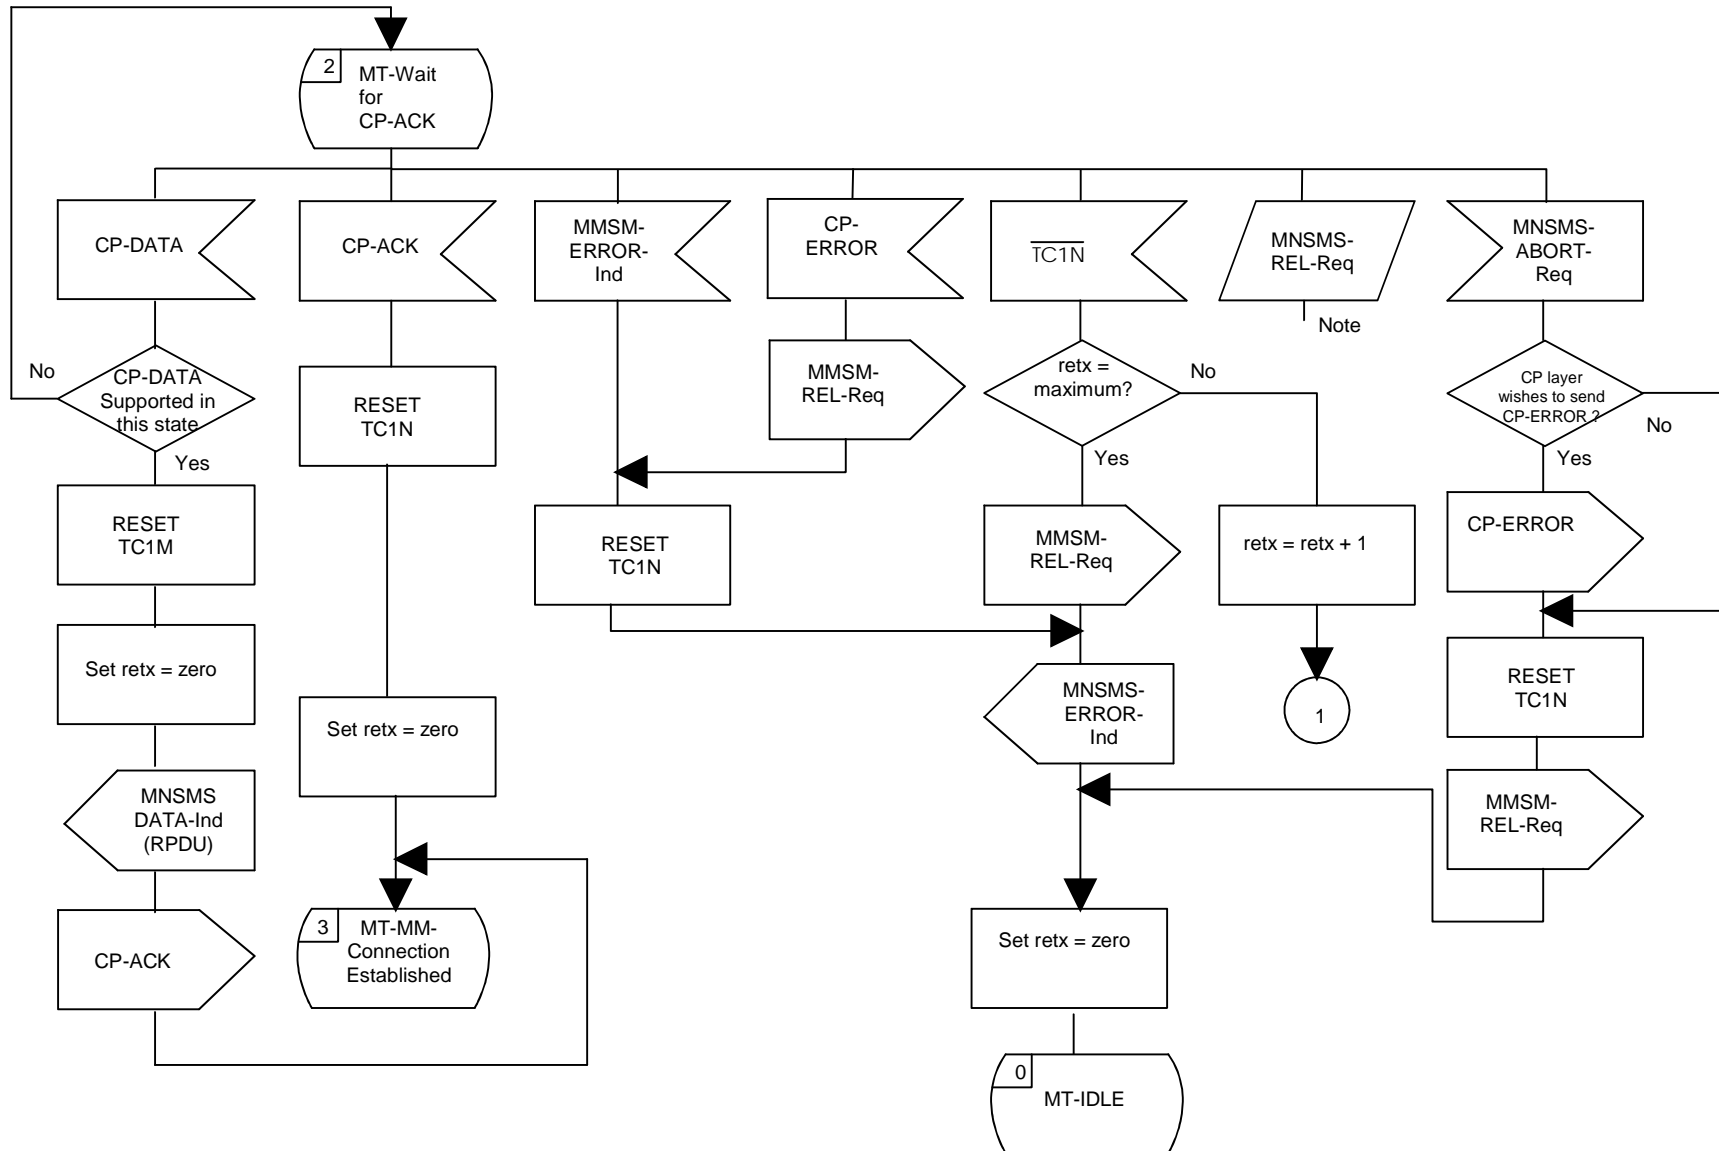 2
MT-Wait
for
CP-ACK
CP-DATA
CP-ACK
MMSM-
ERROR-
Ind
CP-
ERROR
TC1N
MNSMS-
REL-Req
MNSMS-
ABORT-
Req
Note
No
CP-DATA
Supported in
this state
Yes
RESET
TC1N
MMSM-
REL-Req
retx =
maximum?
No
Yes
CP layer
wishes to send
CP-ERROR ?
No
Yes
RESET
TC1M
RESET
TC1N
MMSM-
REL-Req
retx = retx + 1
CP-ERROR
Set retx = zero
Set retx = zero
MNSMS-
ERROR-
Ind
1
RESET
TC1N
MNSMS
DATA-Ind
(RPDU)
MMSM-
REL-Req
CP-ACK
3
MT-MM-
Connection
Established
Set retx = zero
0
MT-IDLE